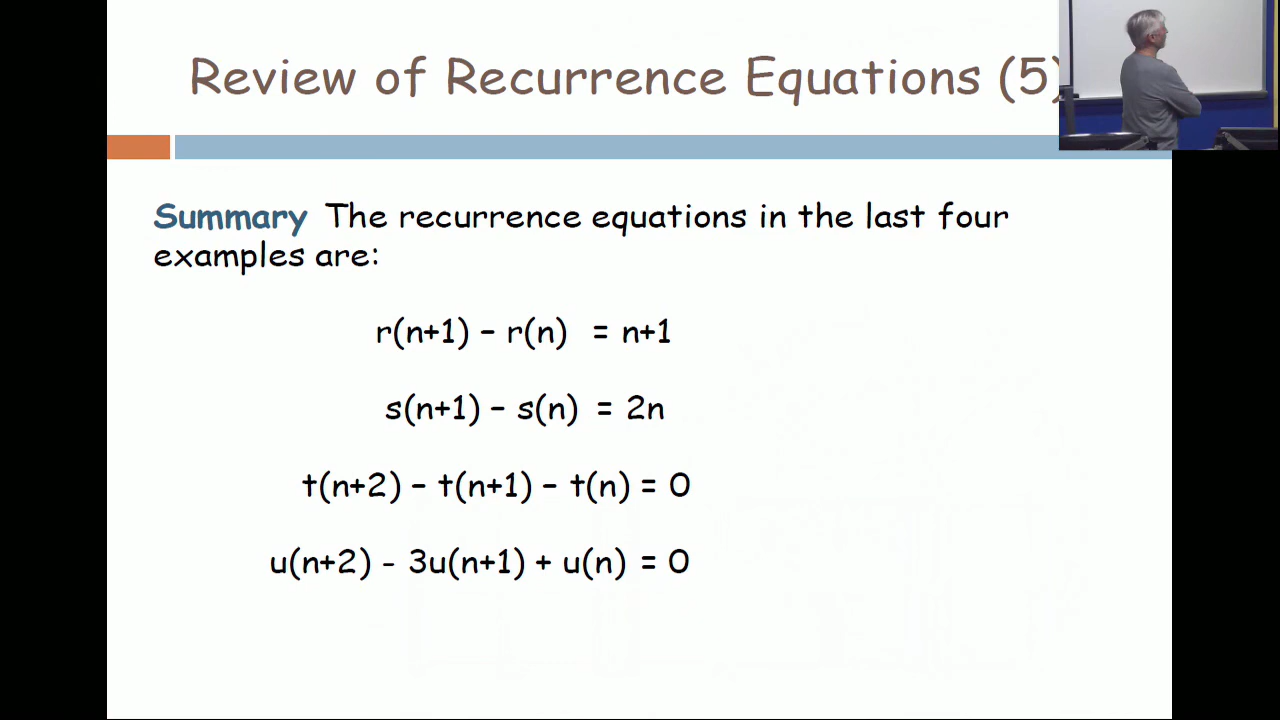 Review of Recurrence Equations (5)
Summary The recurrence equations in the last four
examples are:
r(n+1) – r(n) = n+1
s(n+1) – s(n) = 2n
t(n+2) – t(n+1) – t(n) = 0
u(n+2) - 3u(n+1) + u(n) = 0